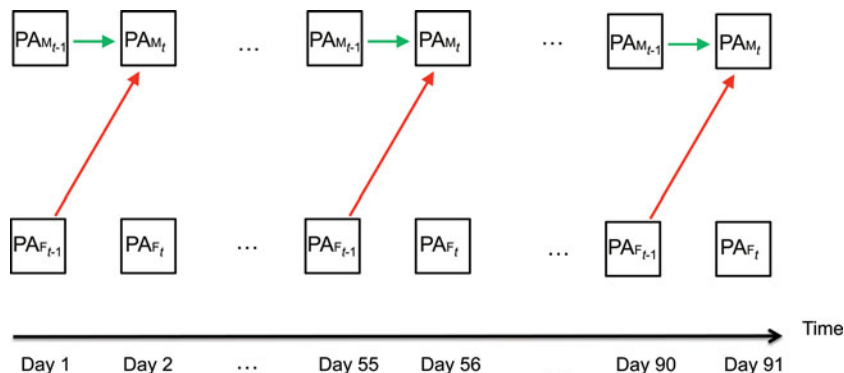 PAMt-1 PAMt ... PAMt-1 PAMt ... PAMt-1 PAMt
PAFt-1 PAFt ... PAFt-1 PAFt ... PAFt-1 PAFt
Time
Day 1 Day 2 ... Day 55 Day 56 ... Day 90 Day 91